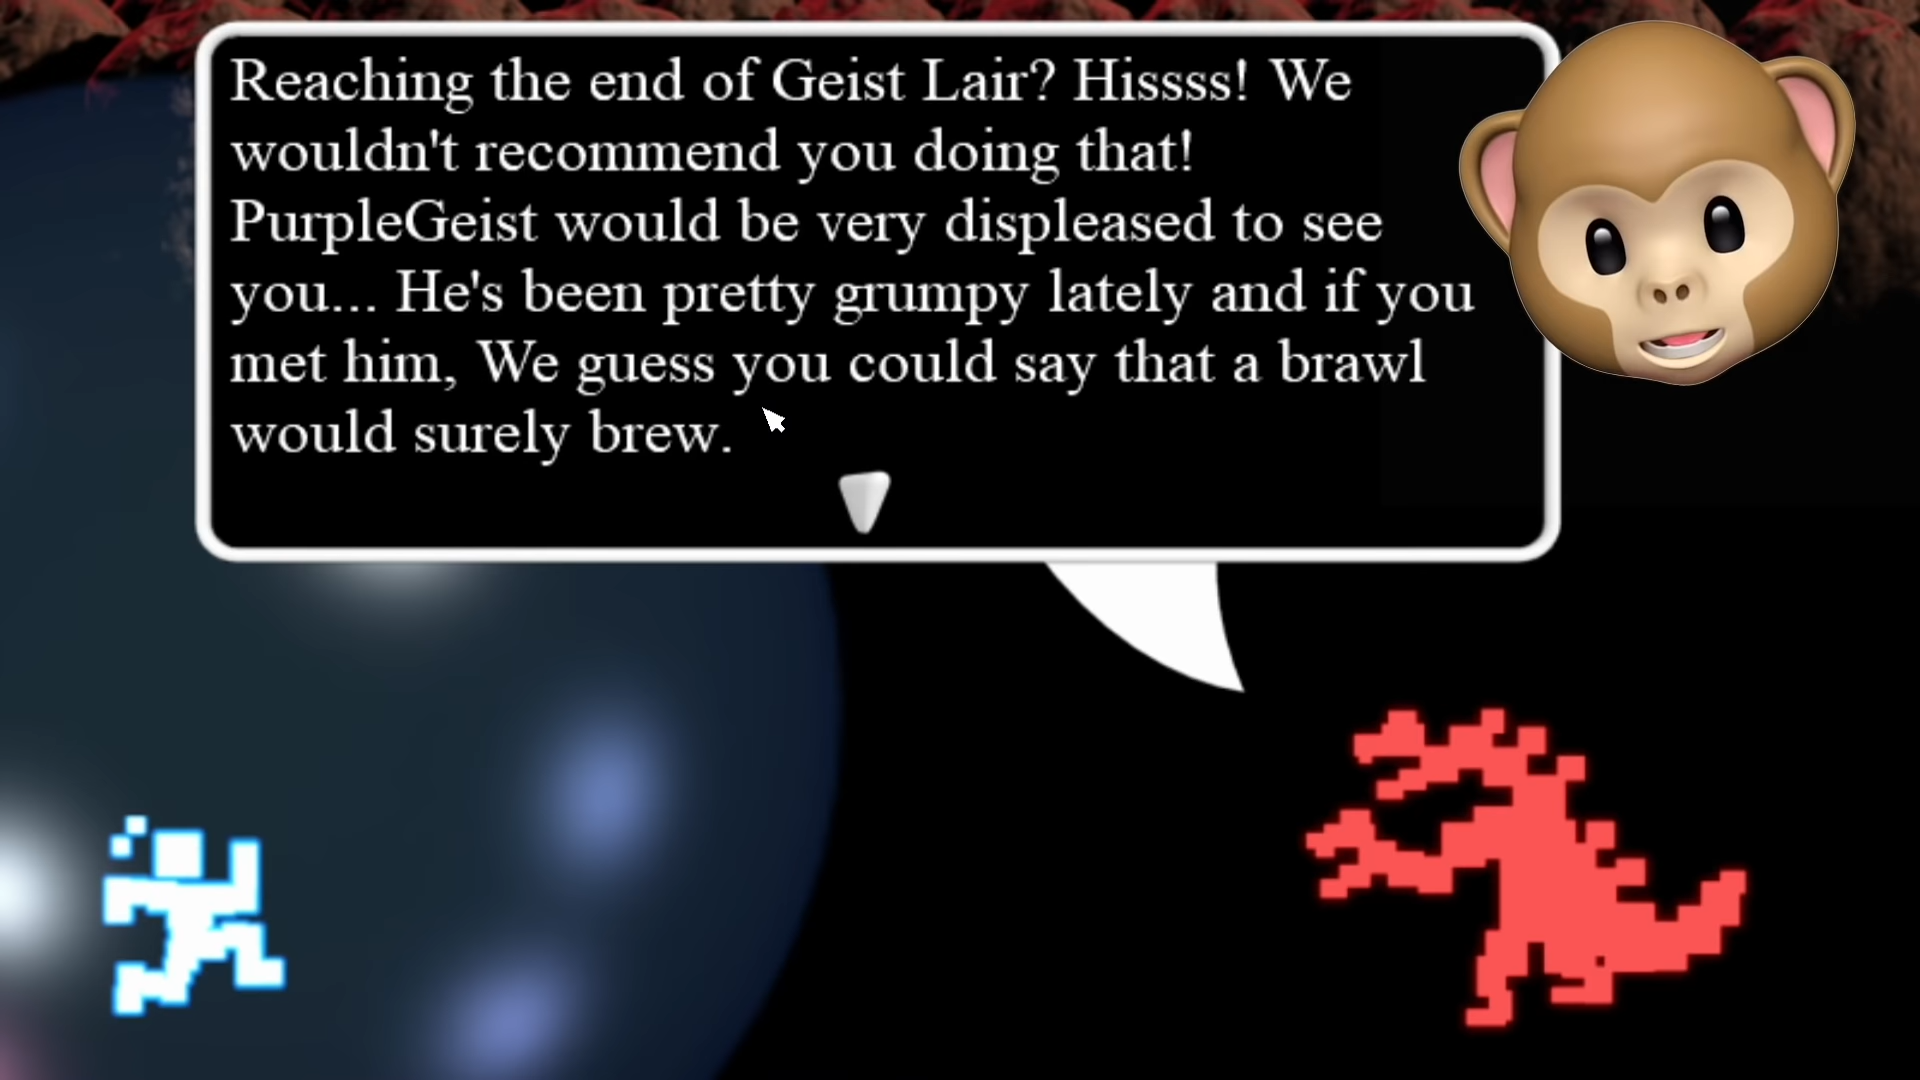 Reaching the end of Geist Lair? Hissss! We
wouldn't recommend you doing that!
PurpleGeist would be very displeased to see
you... He's been pretty grumpy lately and if you
met him, We guess you could say that a brawl
would surely brew.